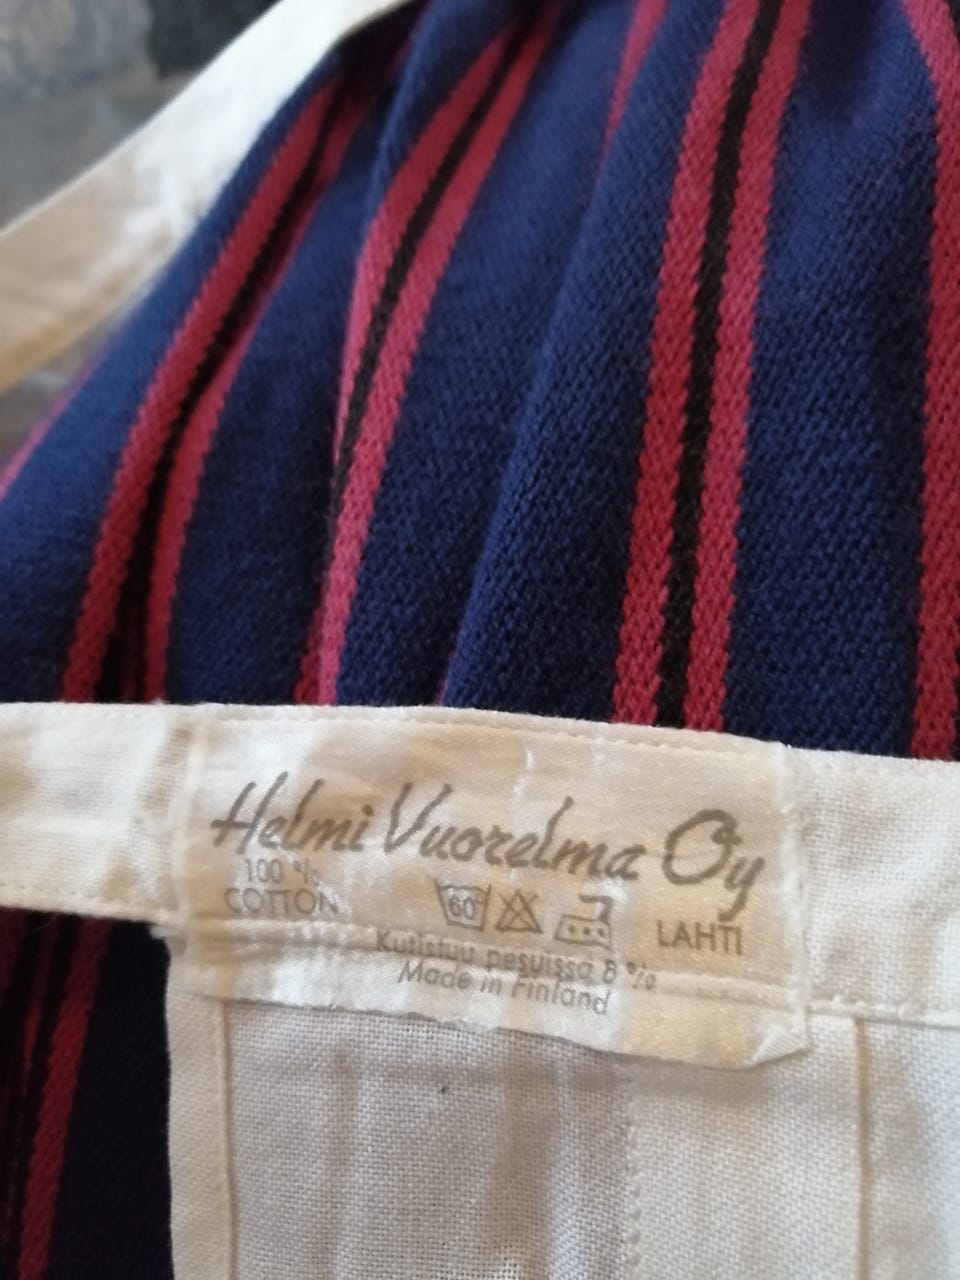 Helmi Vuorelma Oy
100 %
COTTON
60
LAHTI
Kutistuu pesuissa 8 %
Made in Finland